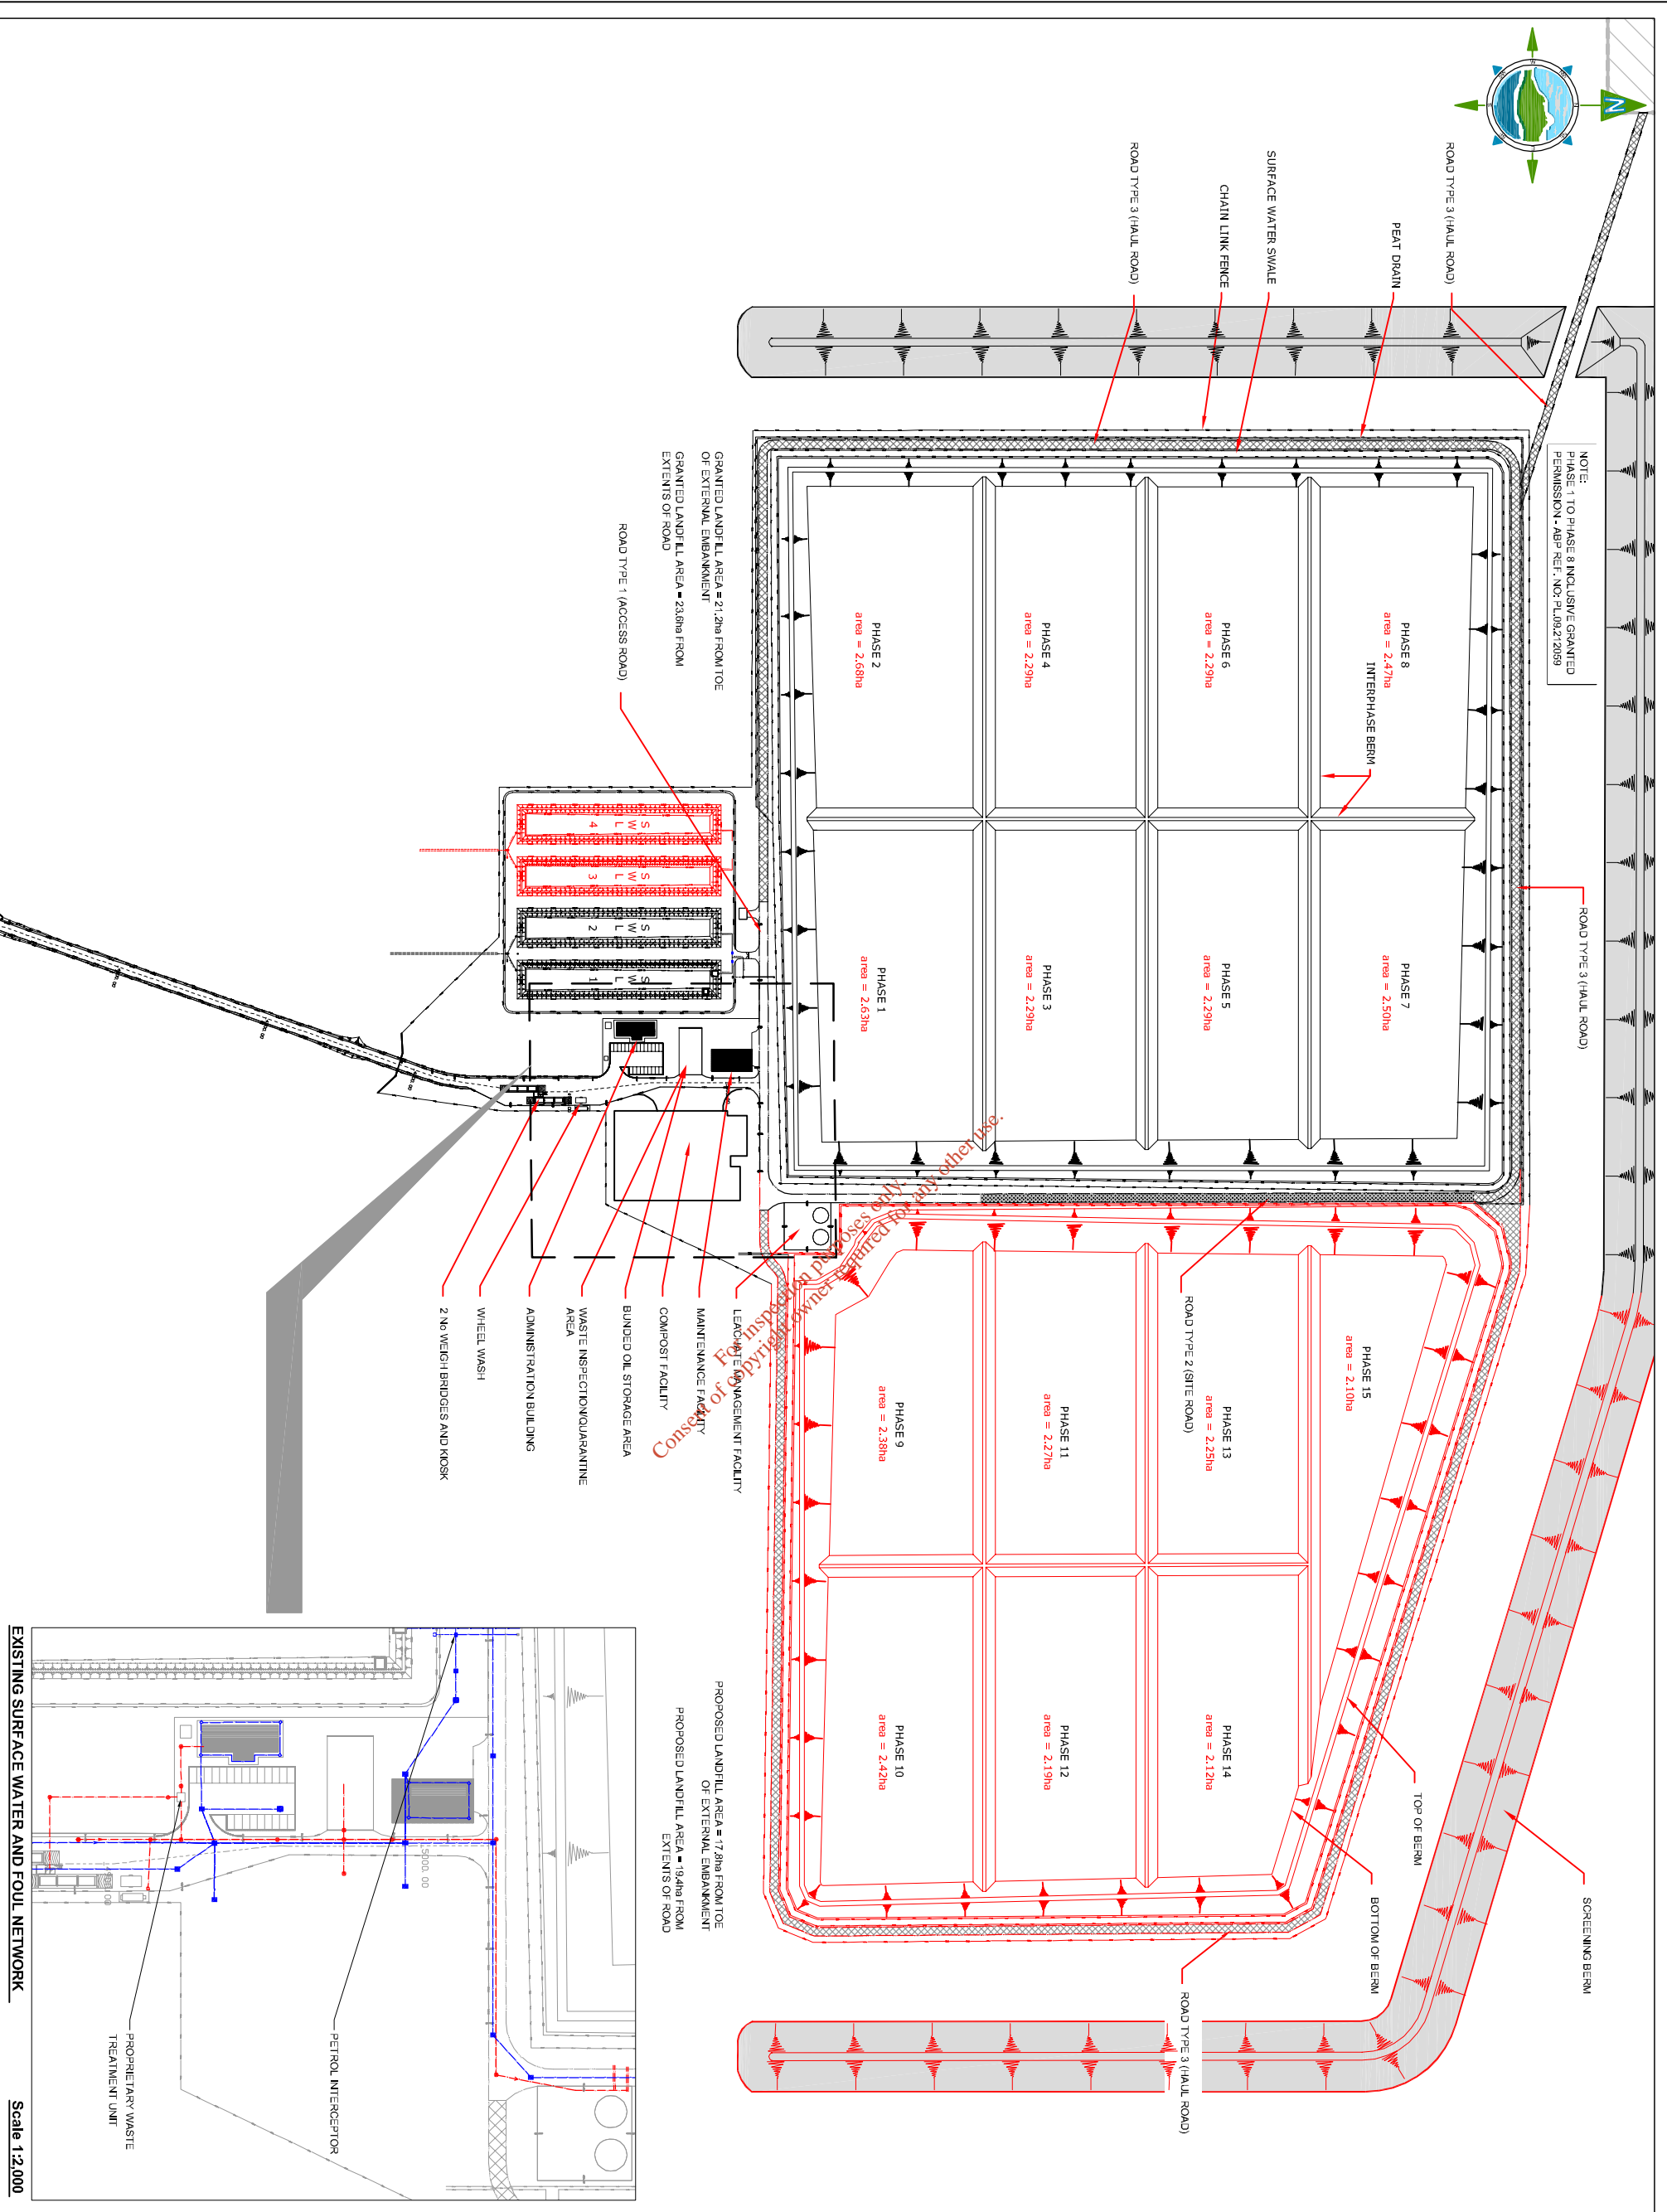 N
NOTE:
PHASE 1 TO PHASE 8 INCLUSIVE GRANTED
PERMISSION - ABP REF. NO: PL.09.212059
ROAD TYPE 3 (HAUL ROAD)
PEAT DRAIN
SURFACE WATER SWALE
CHAIN LINK FENCE
ROAD TYPE 3 (HAUL ROAD)
ROAD TYPE 3 (HAUL ROAD)
SCREENING BERM
PHASE 8
area = 2.47ha
INTERPHASE BERM
PHASE 7
area = 2.50ha
PHASE 15
area = 2.10ha
TOP OF BERM
BOTTOM OF BERM
PHASE 6
area = 2.29ha
PHASE 5
area = 2.29ha
ROAD TYPE 2 (SITE ROAD)
PHASE 13
area = 2.25ha
PHASE 14
area = 2.12ha
ROAD TYPE 3 (HAUL ROAD)
PHASE 4
area = 2.29ha
PHASE 3
area = 2.29ha
PHASE 11
area = 2.27ha
PHASE 12
area = 2.19ha
PHASE 2
area = 2.68ha
PHASE 1
area = 2.63ha
PHASE 9
area = 2.38ha
PHASE 10
area = 2.42ha
GRANTED LANDFILL AREA = 21.2ha FROM TOE
OF EXTERNAL EMBANKMENT
GRANTED LANDFILL AREA = 23.6ha FROM
EXTENTS OF ROAD
ROAD TYPE 1 (ACCESS ROAD)
PROPOSED LANDFILL AREA = 17.8ha FROM TOE
OF EXTERNAL EMBANKMENT
PROPOSED LANDFILL AREA = 19.4ha FROM
EXTENTS OF ROAD
SWL 4
SWL 3
SWL 2
SWL 1
LEACHATE MANAGEMENT FACILITY
MAINTENANCE FACILITY
COMPOST FACILITY
BUNDED OIL STORAGE AREA
WASTE INSPECTION/QUARANTINE
AREA
ADMINISTRATION BUILDING
WHEEL WASH
2 No WEIGH BRIDGES AND KIOSK
For inspection purposes only.
Consent of copyright owner required for any other use.
PETROL INTERCEPTOR
PROPRIETARY WASTE
TREATMENT UNIT
EXISTING SURFACE WATER AND FOUL NETWORK
Scale 1:2,000